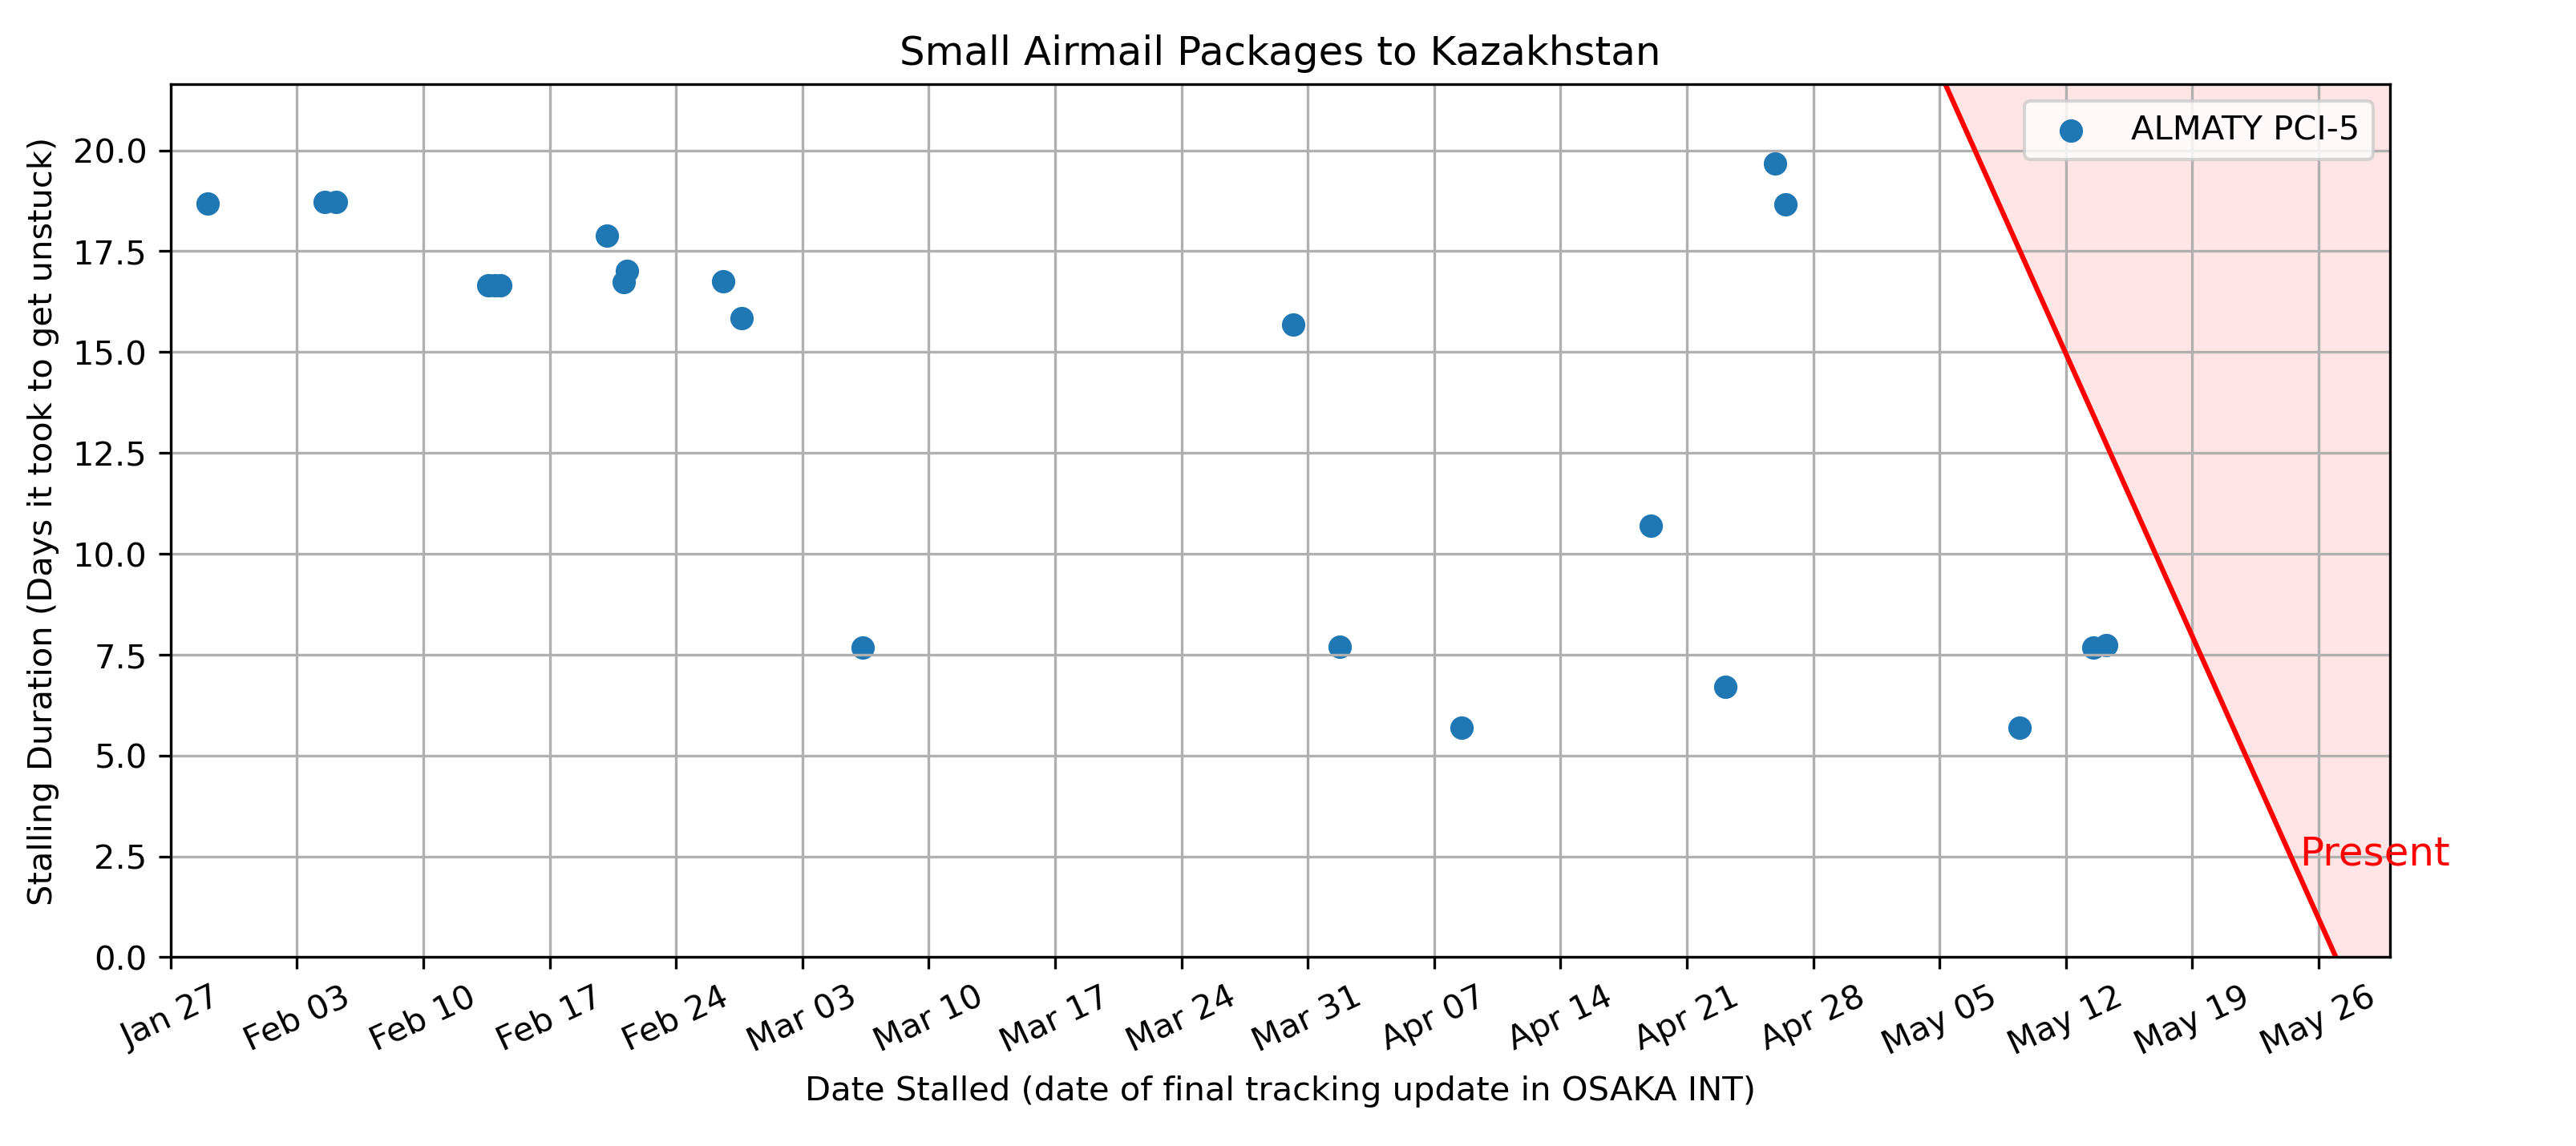 Small Airmail Packages to Kazakhstan
ALMATY PCI-5
Stalling Duration (Days it took to get unstuck)
20.0
17.5
15.0
12.5
10.0
7.5
5.0
2.5
0.0
Present
Jan 27
Feb 03
Feb 10
Feb 17
Feb 24
Mar 03
Mar 10
Mar 17
Mar 24
Mar 31
Apr 07
Apr 14
Apr 21
Apr 28
May 05
May 12
May 19
May 26
Date Stalled (date of final tracking update in OSAKA INT)